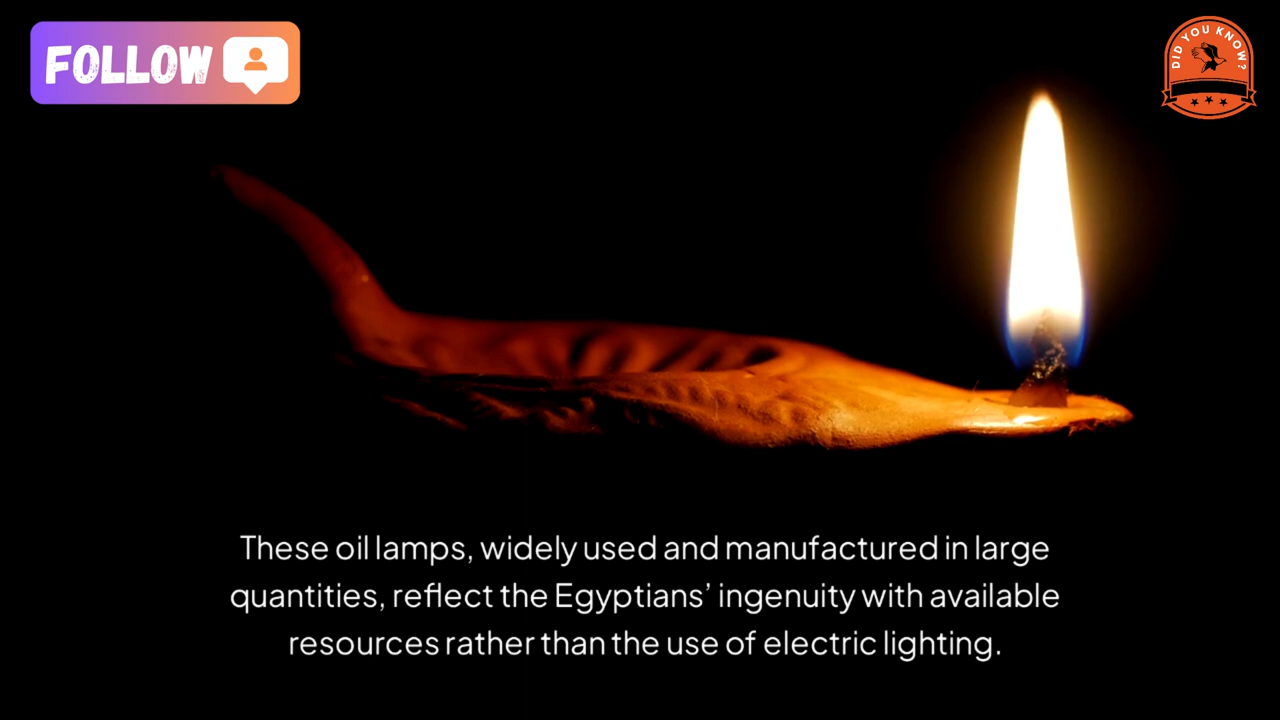 FOLLOW
DID YOU KNOW?
These oil lamps, widely used and manufactured in large
quantities, reflect the Egyptians’ ingenuity with available
resources rather than the use of electric lighting.